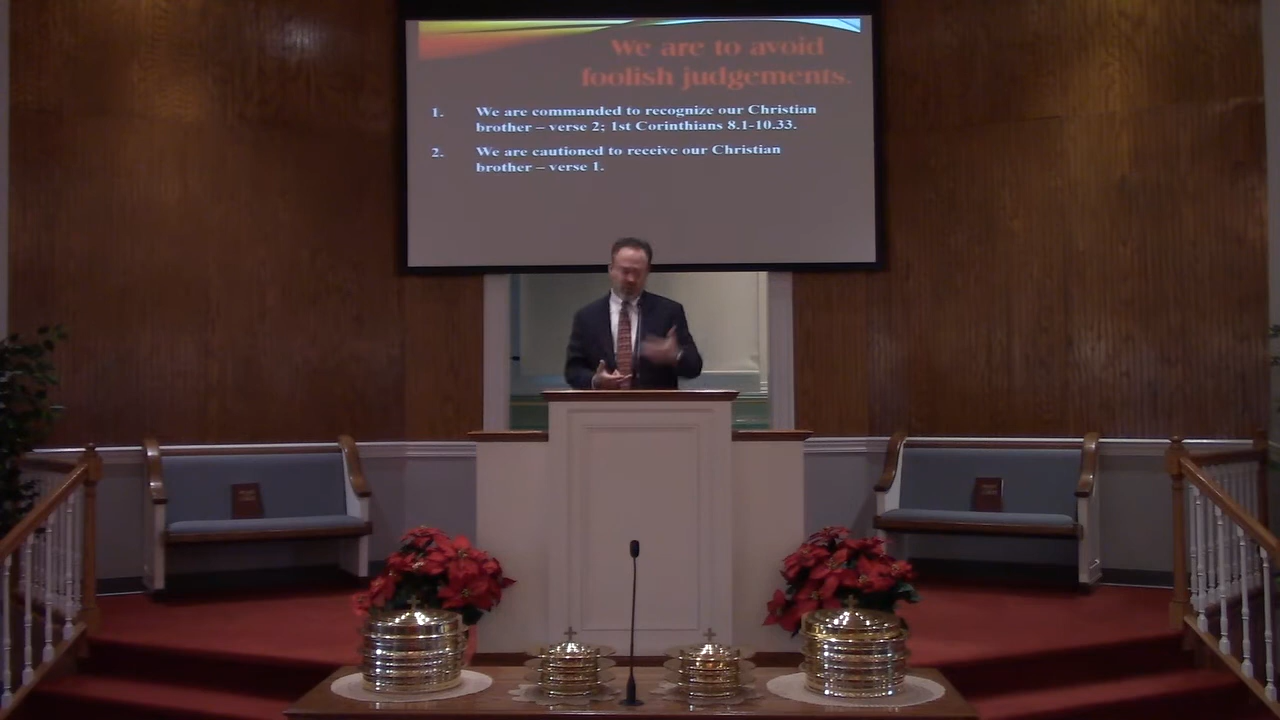 We are to avoid
foolish judgements.
1. We are commanded to recognize our Christian
brother – verse 2; 1st Corinthians 8.1-10.33.
2. We are cautioned to receive our Christian
brother – verse 1.